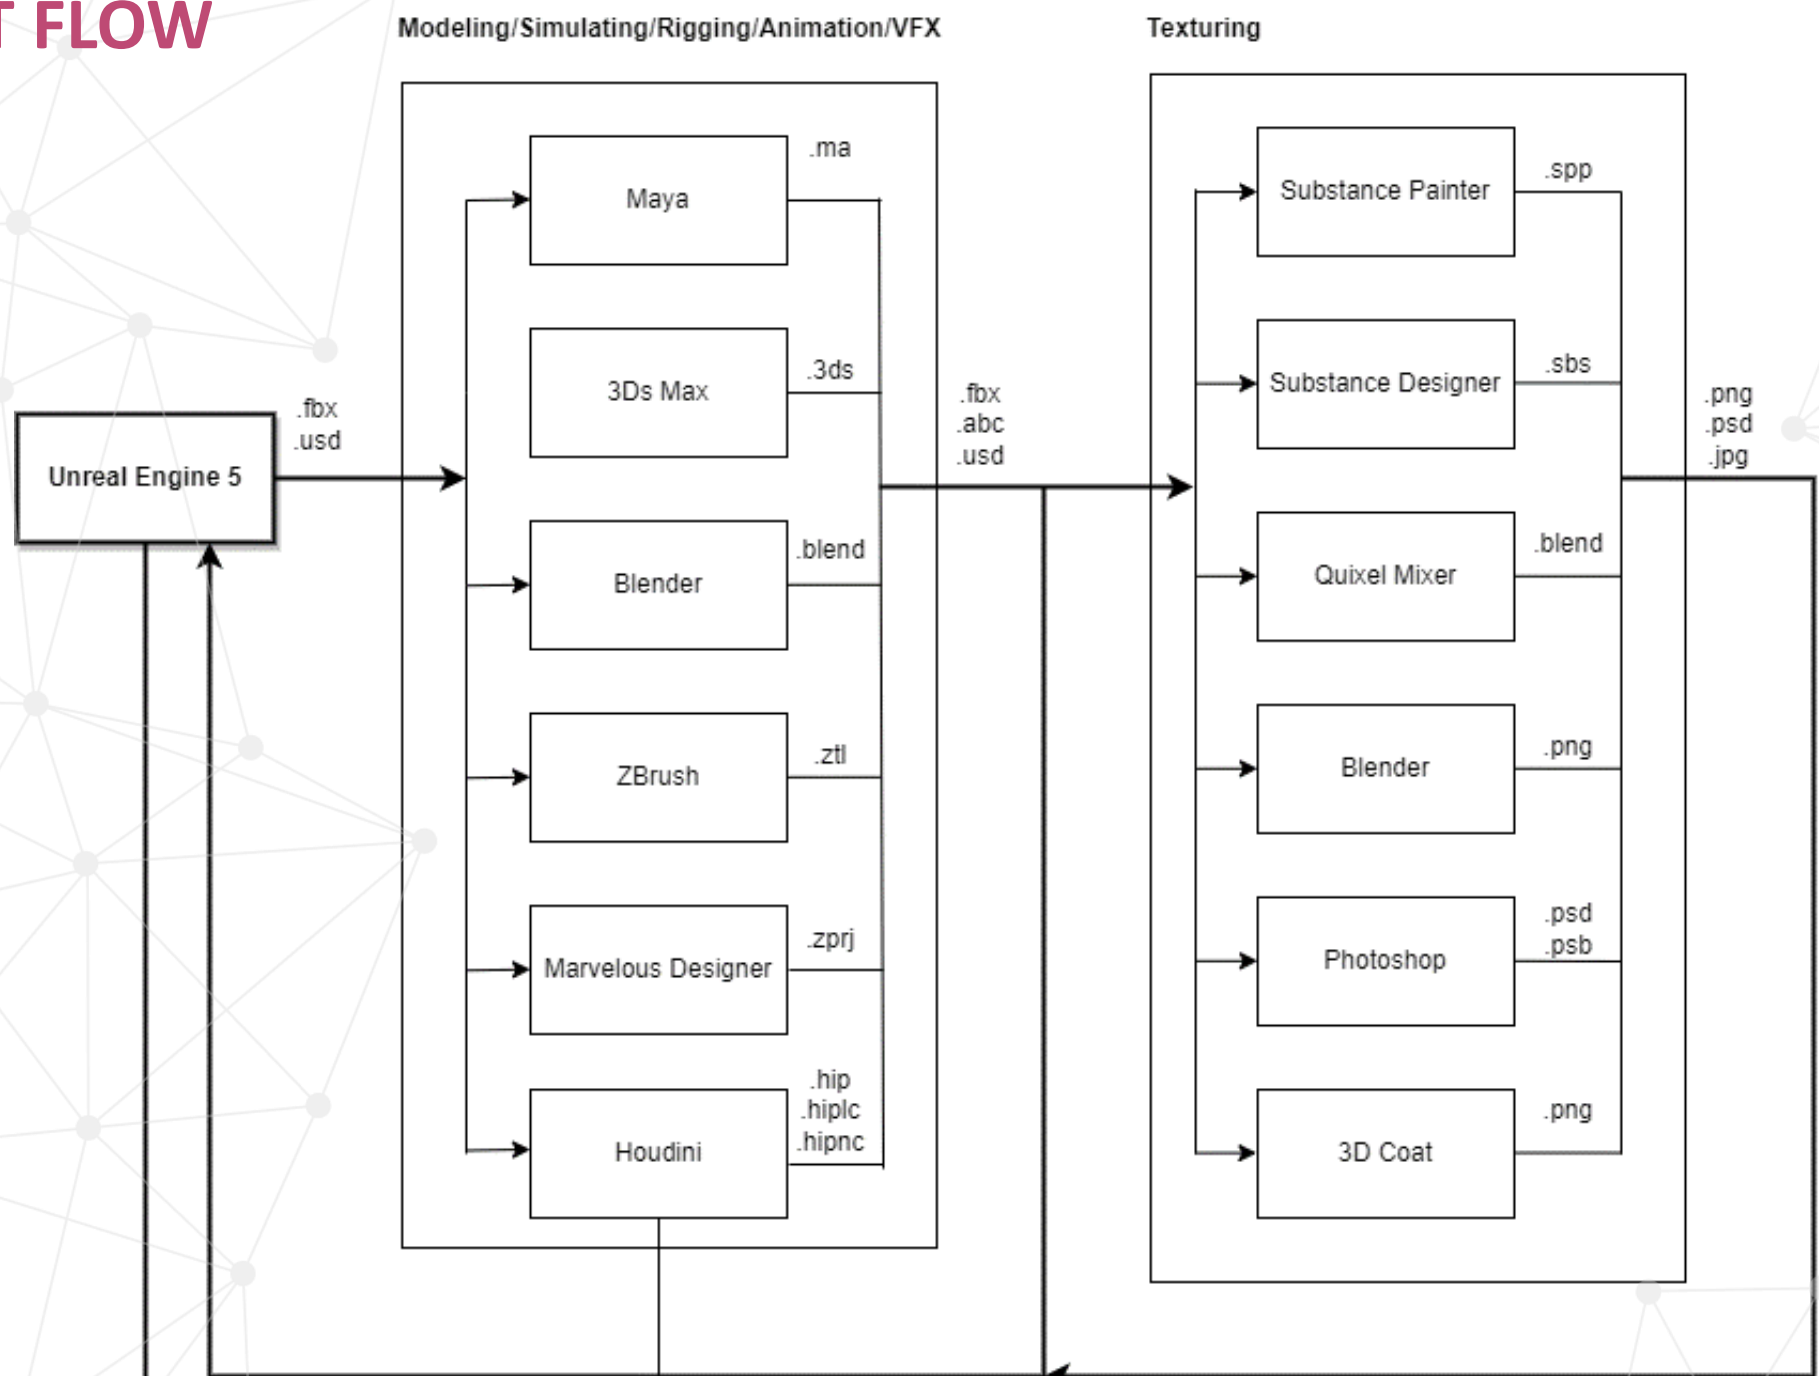 T FLOW
Modeling/Simulating/Rigging/Animation/VFX
Texturing
Unreal Engine 5
.fbx
.usd
Maya
.ma
3Ds Max
.3ds
Blender
.blend
ZBrush
.ztl
Marvelous Designer
.zprj
Houdini
.hip
.hiplc
.hipnc
.fbx
.abc
.usd
Substance Painter
.spp
Substance Designer
.sbs
Quixel Mixer
.blend
Blender
.png
Photoshop
.psd
.psb
3D Coat
.png
.png
.psd
.jpg